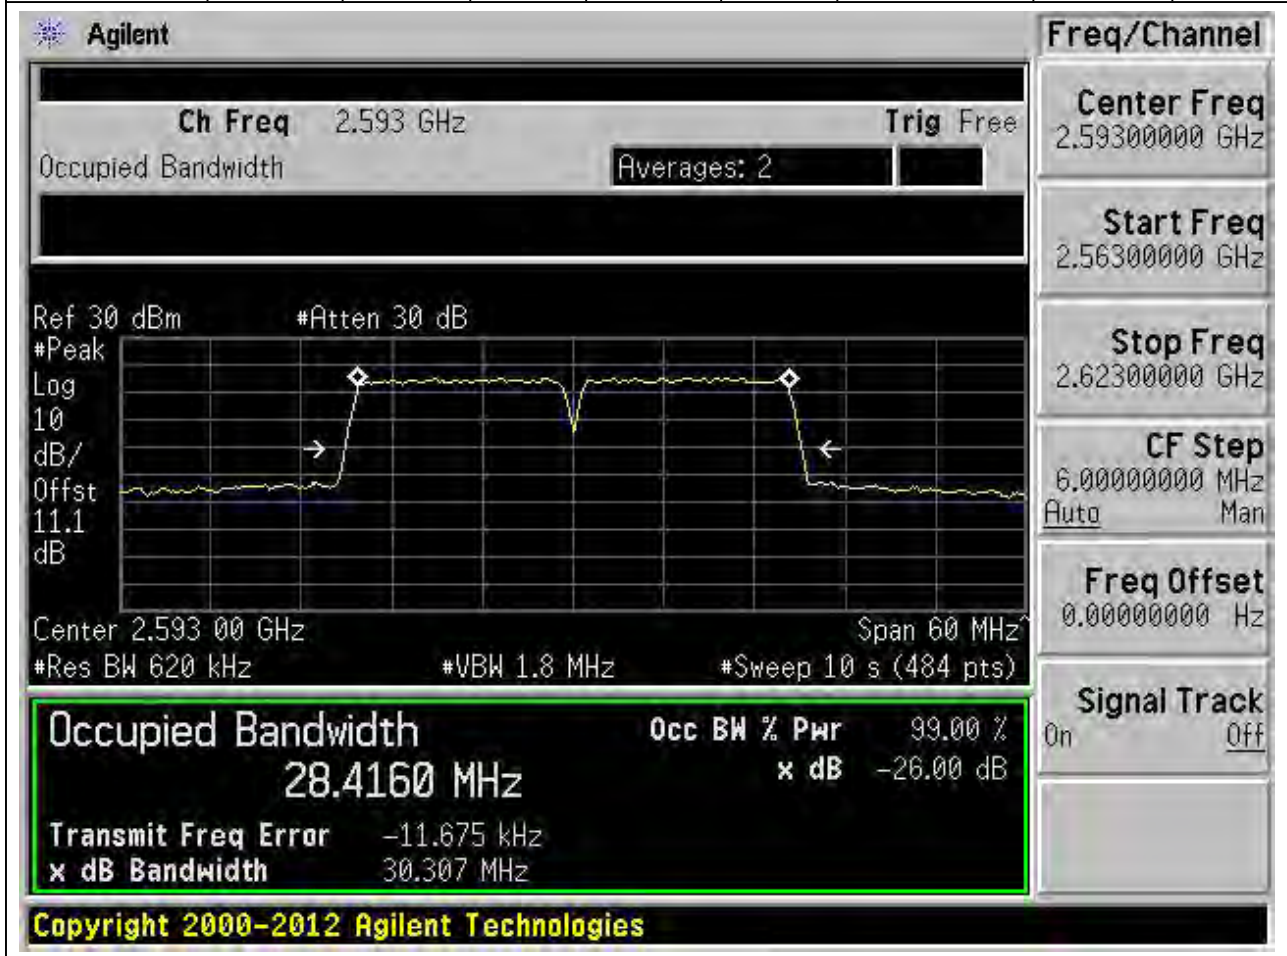 Agilent
Freq/Channel
Ch Freq 2.593 GHz Trig Free
Occupied Bandwidth Averages: 2
Center Freq
2.59300000 GHz
Start Freq
2.56300000 GHz
Stop Freq
2.62300000 GHz
CF Step
6.00000000 MHz
Auto Man
Freq Offset
0.00000000 Hz
Signal Track
On Off
Ref 30 dBm #Atten 30 dB
#Peak
Log
10
dB/
Offst
11.1
dB
Center 2.593 00 GHz Span 60 MHz^
#Res BW 620 kHz #VBW 1.8 MHz #Sweep 10 s (484 pts)
Occupied Bandwidth Occ BW % Pwr 99.00 %
28.4160 MHz x dB -26.00 dB
Transmit Freq Error -11.675 kHz
x dB Bandwidth 30.307 MHz
Copyright 2000-2012 Agilent Technologies